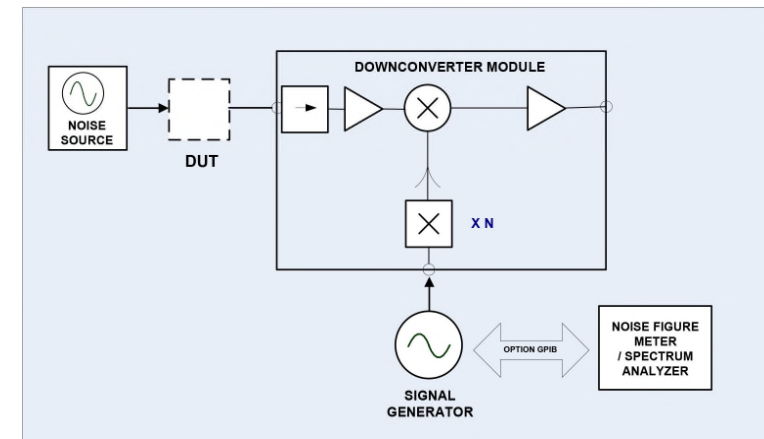 DOWNCONVERTER MODULE
NOISE
SOURCE
DUT
X N
OPTION GPIB
NOISE FIGURE
METER
/ SPECTRUM
ANALYZER
SIGNAL
GENERATOR